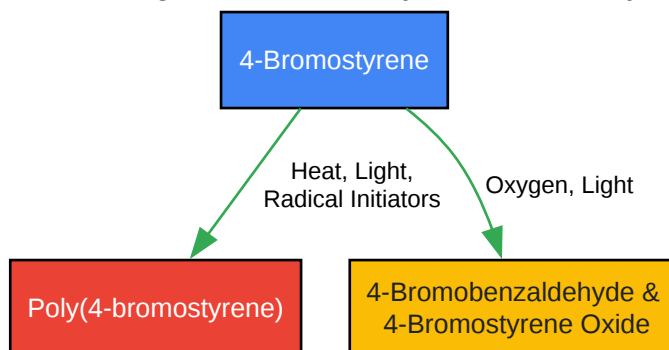 4-Bromostyrene
Heat, Light,
Radical Initiators
Oxygen, Light
Poly(4-bromostyrene)
4-Bromobenzaldehyde &
4-Bromostyrene Oxide